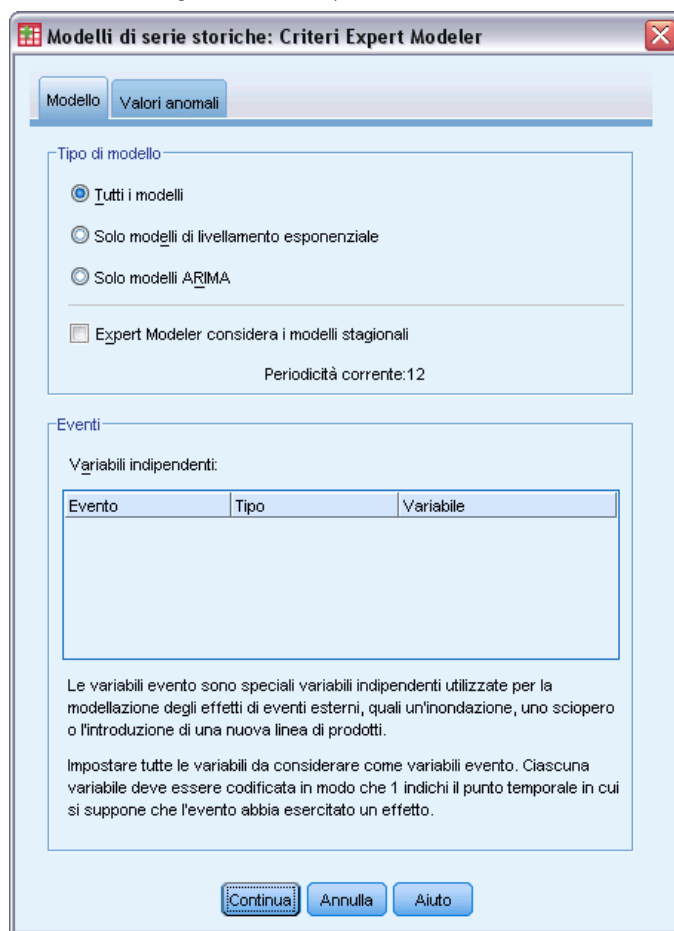 Modelli di serie storiche: Criteri Expert Modeler
Modello
Valori anomali
Tipo di modello
Tutti i modelli
Solo modelli di livellamento esponenziale
Solo modelli ARIMA
Expert Modeler considera i modelli stagionali
Periodicità corrente:12
Eventi
Variabili indipendenti:
Evento Tipo Variabile
Le variabili evento sono speciali variabili indipendenti utilizzate per la
modellazione degli effetti di eventi esterni, quali un'inondazione, uno sciopero
o l'introduzione di una nuova linea di prodotti.
Impostare tutte le variabili da considerare come variabili evento. Ciascuna
variabile deve essere codificata in modo che 1 indichi il punto temporale in cui
si suppone che l'evento abbia esercitato un effetto.
Continua Annulla Aiuto